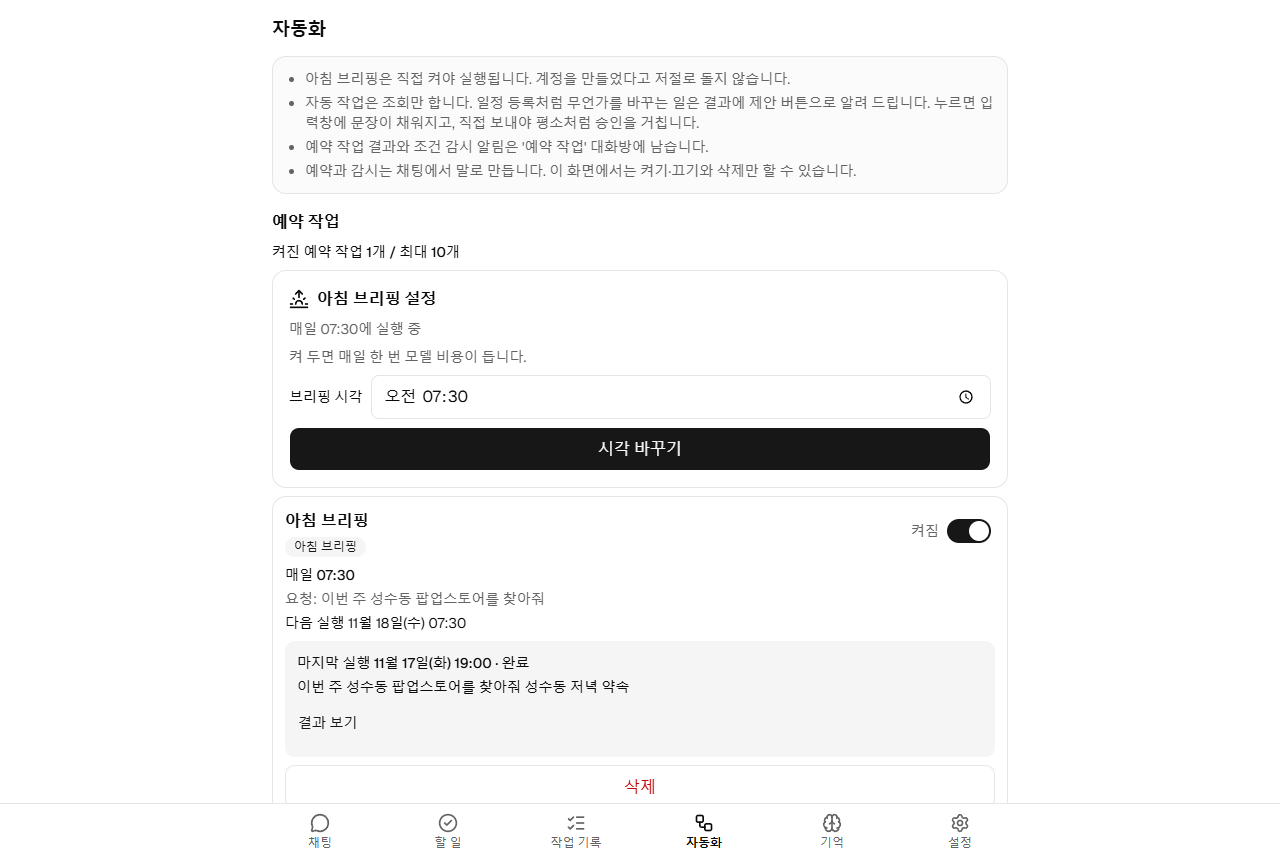 자동화
아침 브리핑은 직접 켜야 실행됩니다. 계정을 만들었다고 저절로 돌지 않습니다.
자동 작업은 조회만 합니다. 일정 등록처럼 무언가를 바꾸는 일은 결과에 제안 버튼으로 알려 드립니다. 누르면 입
력창에 문장이 채워지고, 직접 보내야 평소처럼 승인을 거칩니다.
예약 작업 결과와 조건 감시 알림은 '예약 작업' 대화방에 남습니다.
예약과 감시는 채팅에서 말로 만듭니다. 이 화면에서는 켜기·끄기와 삭제만 할 수 있습니다.
예약 작업
켜진 예약 작업 1개 / 최대 10개
아침 브리핑 설정
매일 07:30에 실행 중
켜 두면 매일 한 번 모델 비용이 듭니다.
브리핑 시각 오전 07:30
시각 바꾸기
아침 브리핑
켜짐
아침 브리핑
매일 07:30
요청: 이번 주 성수동 팝업스토어를 찾아줘
다음 실행 11월 18일(수) 07:30
마지막 실행 11월 17일(화) 19:00 · 완료
이번 주 성수동 팝업스토어를 찾아줘 성수동 저녁 약속
결과 보기
삭제
채팅 할 일 작업 기록 자동화 기억 설정